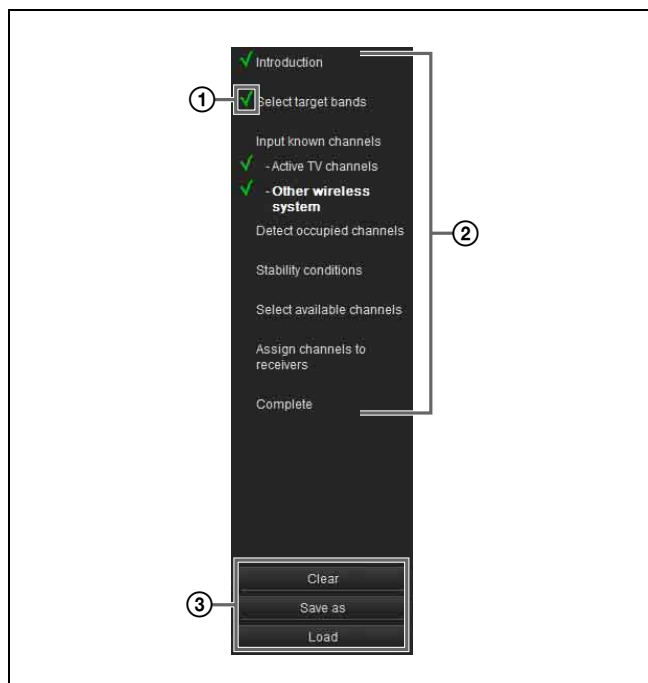 Introduction
① Select target bands
Input known channels
- Active TV channels
- Other wireless
system
Detect occupied channels
②
Stability conditions
Select available channels
Assign channels to
receivers
Complete
Clear
③ Save as
Load